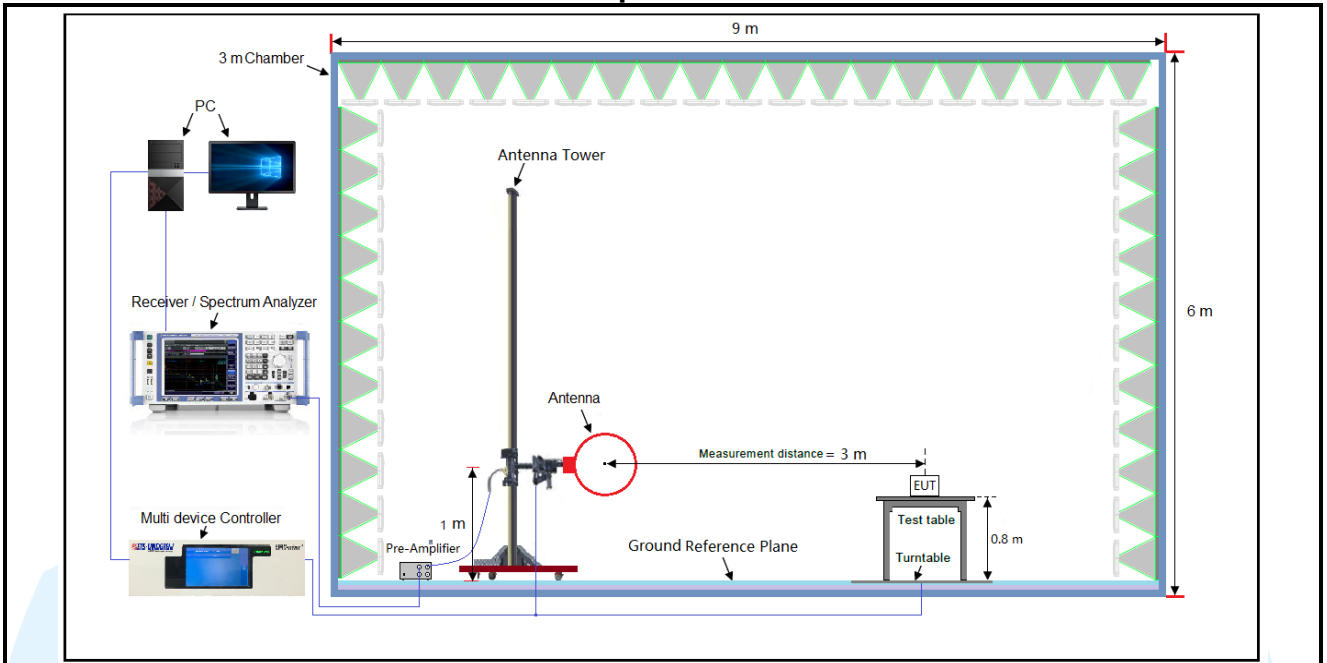 9 m
3 m Chamber
PC
Antenna Tower
6 m
Receiver / Spectrum Analyzer
Antenna
Measurement distance = 3 m
EUT
Multi device Controller
1 m
Test table
0.8 m
Pre-Amplifier
Ground Reference Plane
Turntable